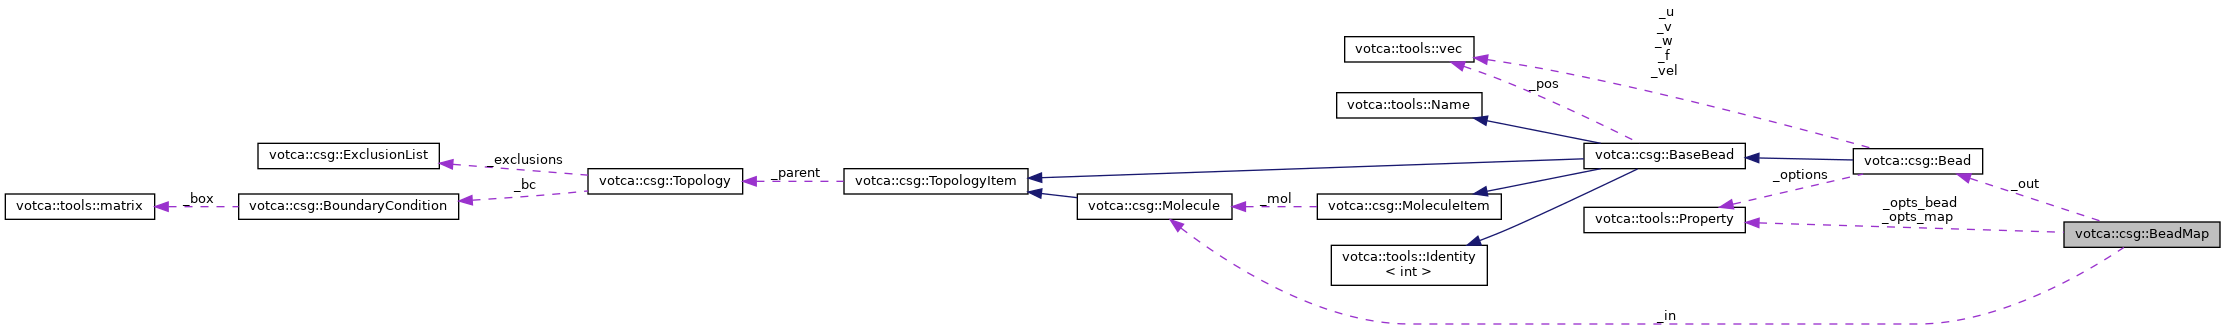 _u
_v
_w
_f
_vel
votca::tools::vec
_pos
votca::tools::Name
votca::csg::ExclusionList
_exclusions
votca::csg::BaseBead
votca::csg::Bead
votca::csg::Topology
_parent
votca::csg::TopologyItem
_options
_out
_bc
votca::tools::matrix
_box
votca::csg::BoundaryCondition
votca::csg::Molecule
_mol
votca::csg::MoleculeItem
votca::tools::Property
_opts_bead
_opts_map
votca::csg::BeadMap
votca::tools::Identity
< int >
_in